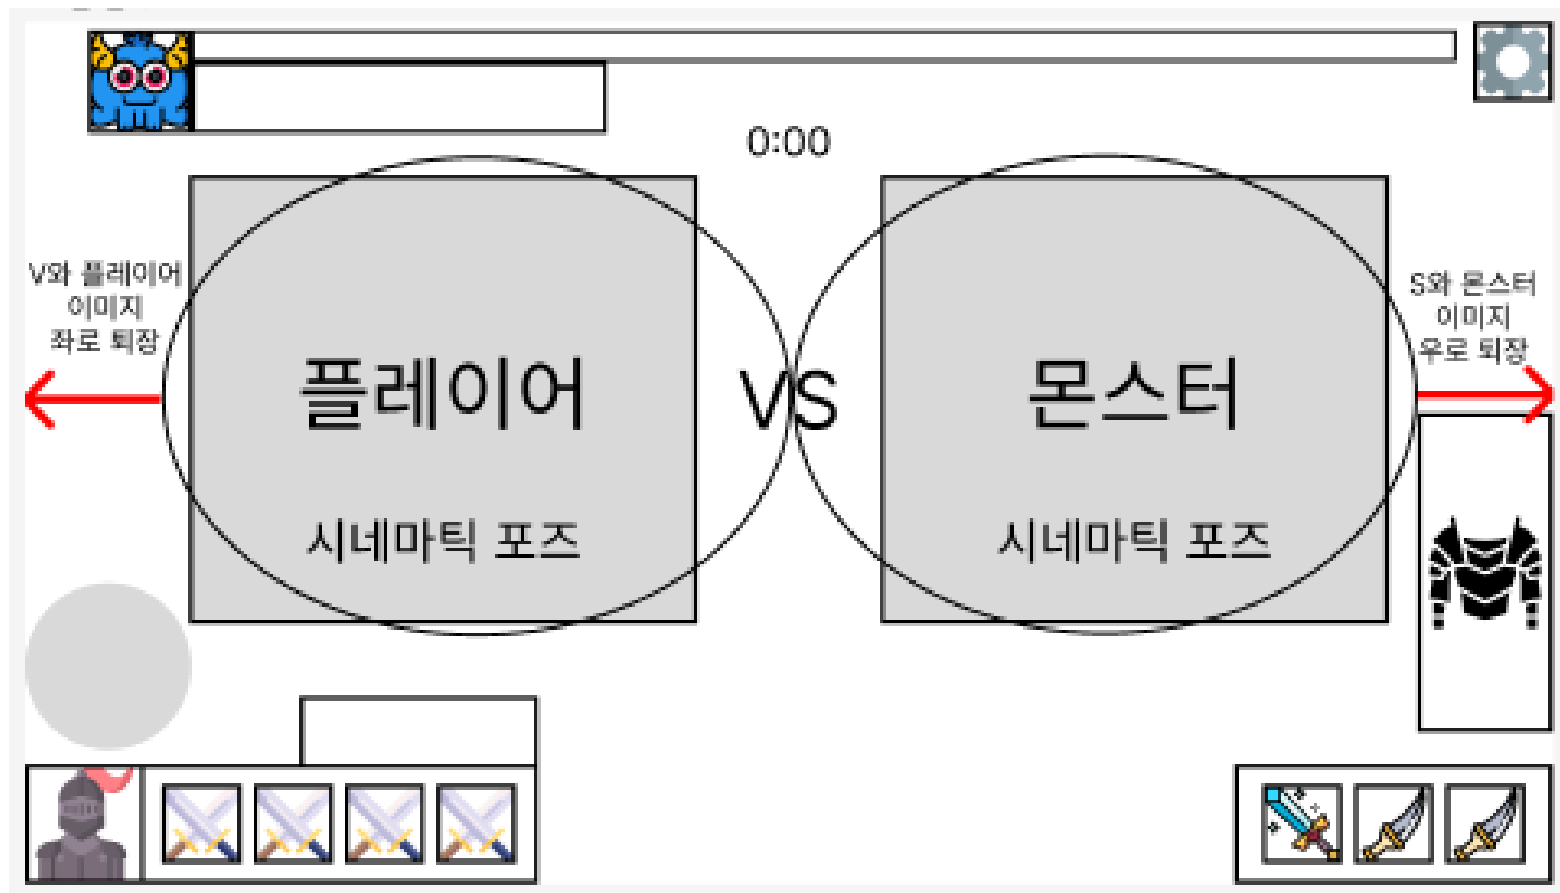 0:00
V와 플레이어
이미지
좌로 퇴장
S와 몬스터
이미지
우로 퇴장
플레이어
VS
몬스터
시네마틱 포즈
시네마틱 포즈